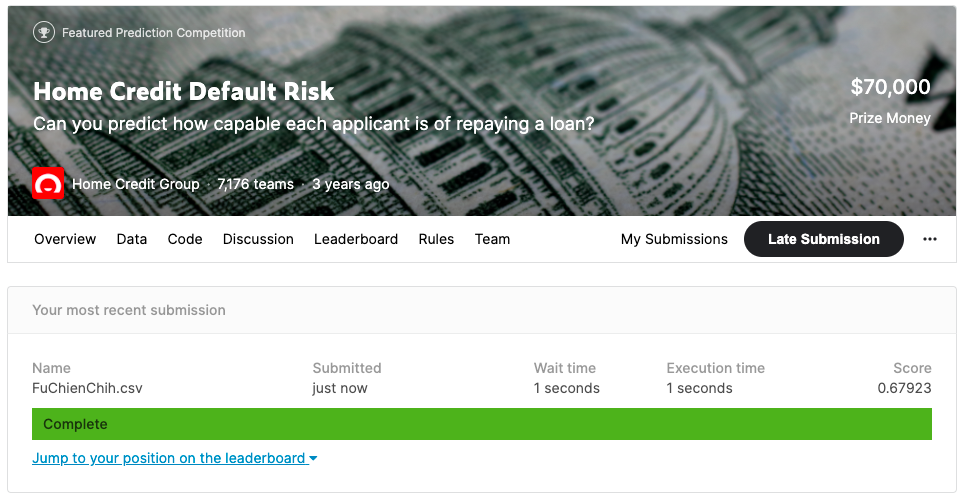 Featured Prediction Competition
Home Credit Default Risk
Can you predict how capable each applicant is of repaying a loan?
$70,000
Prize Money
Home Credit Group · 7,176 teams · 3 years ago
Overview Data Code Discussion Leaderboard Rules Team My Submissions Late Submission ...
Your most recent submission
Name Submitted Wait time Execution time Score
FuChienChih.csv just now 1 seconds 1 seconds 0.67923
Complete
Jump to your position on the leaderboard